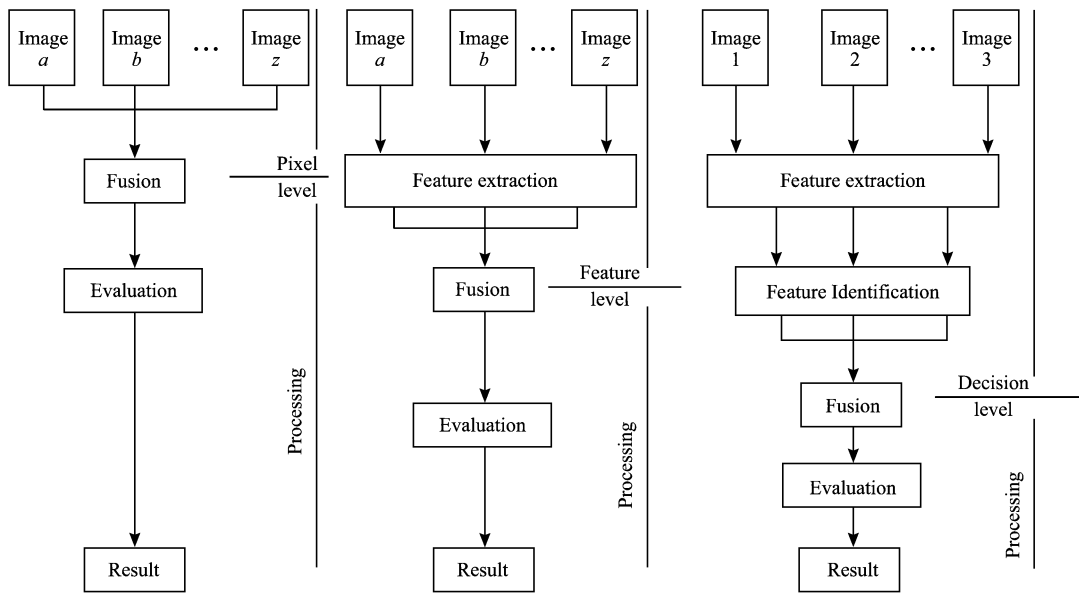 Image
a
Image
b
...
Image
z
Fusion
Evaluation
Result
Pixel
level
Processing
Image
a
Image
b
...
Image
z
Feature extraction
Fusion
Evaluation
Result
Feature
level
Processing
Image
1
Image
2
...
Image
3
Feature extraction
Feature Identification
Fusion
Evaluation
Result
Decision
level
Processing